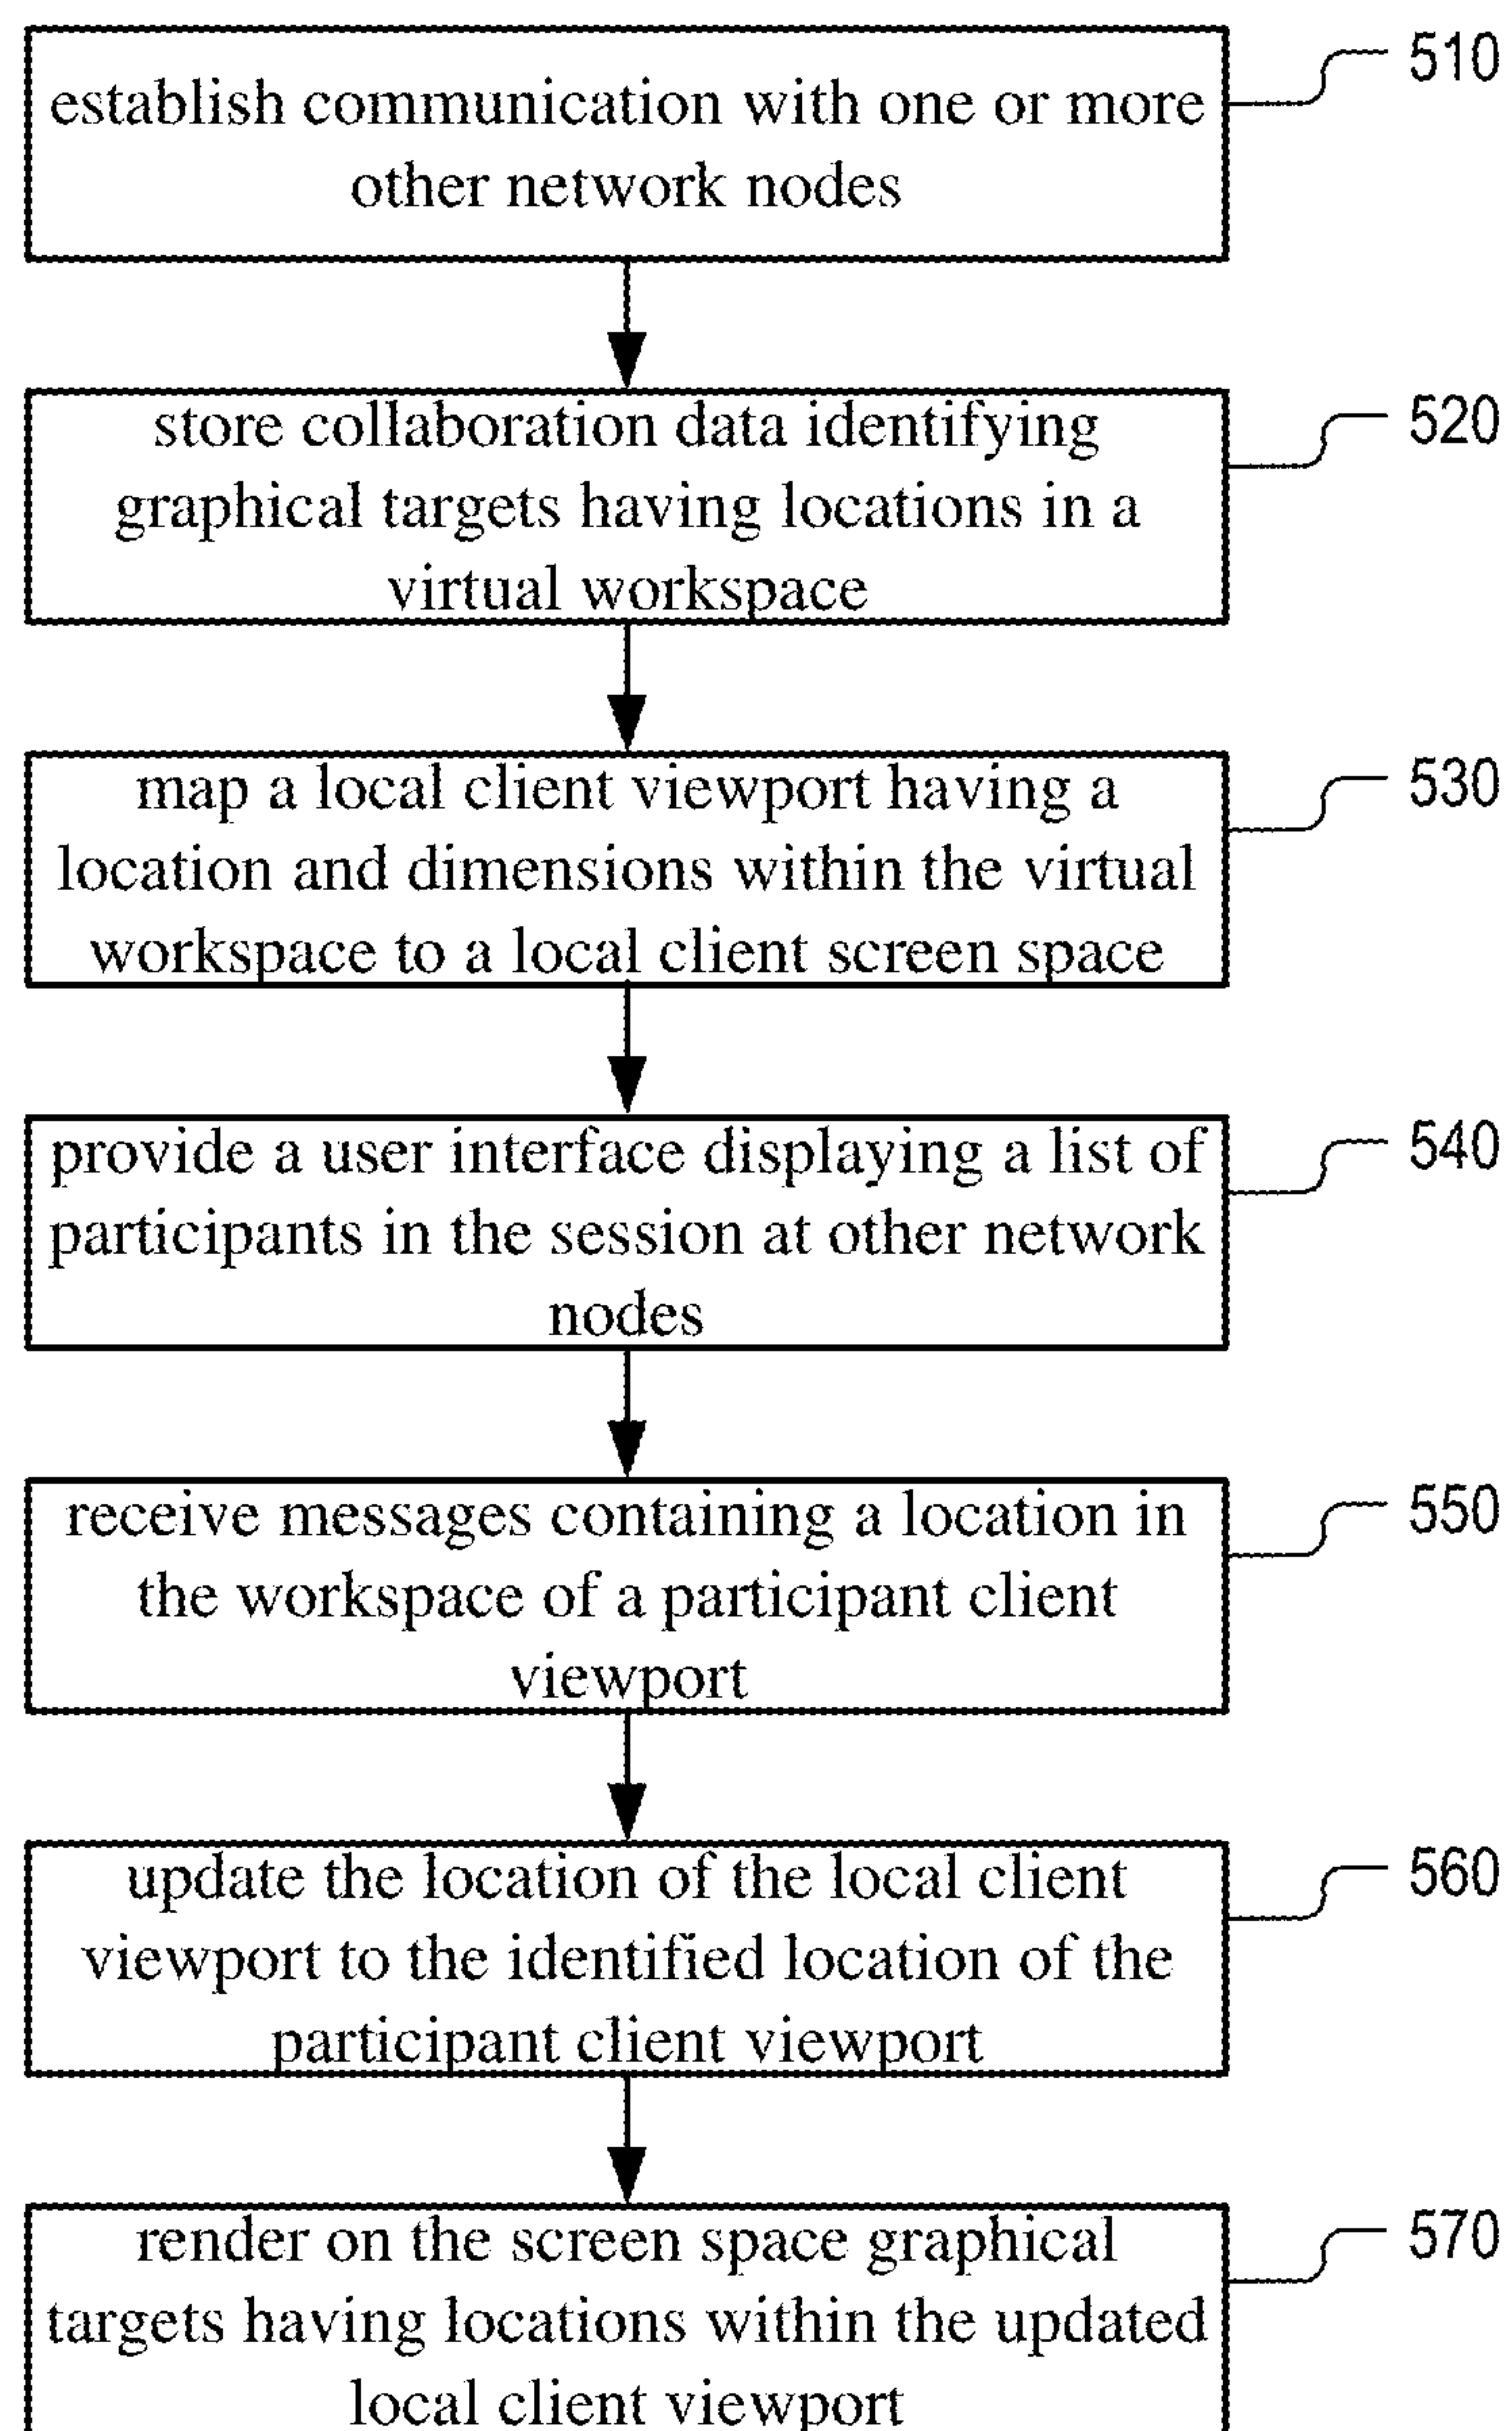 establish communication with one or more
other network nodes
510
store collaboration data identifying
graphical targets having locations in a
virtual workspace
520
map a local client viewport having a
location and dimensions within the virtual
workspace to a local client screen space
530
provide a user interface displaying a list of
participants in the session at other network
nodes
540
receive messages containing a location in
the workspace of a participant client
viewport
550
update the location of the local client
viewport to the identified location of the
participant client viewport
560
render on the screen space graphical
targets having locations within the updated
local client viewport
570